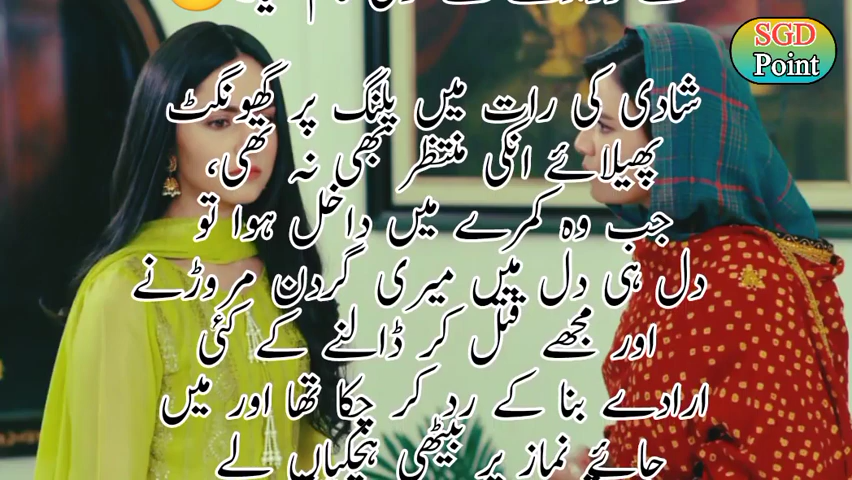 SGD
Point
شادی کی رات میں پلنگ پر گھونگٹ
پھیلائے انکی منتظر بھی نہ تھی،
جب وہ کمرے میں داخل ہوا تو
دل ہی دل میں میری گردن مروڑنے
اور مجھے قتل کر ڈالنے کے کئی
ارادے بنا کے رد کر چکا تھا اور میں
جائے نماز پر بیٹھی ہچکیاں لے